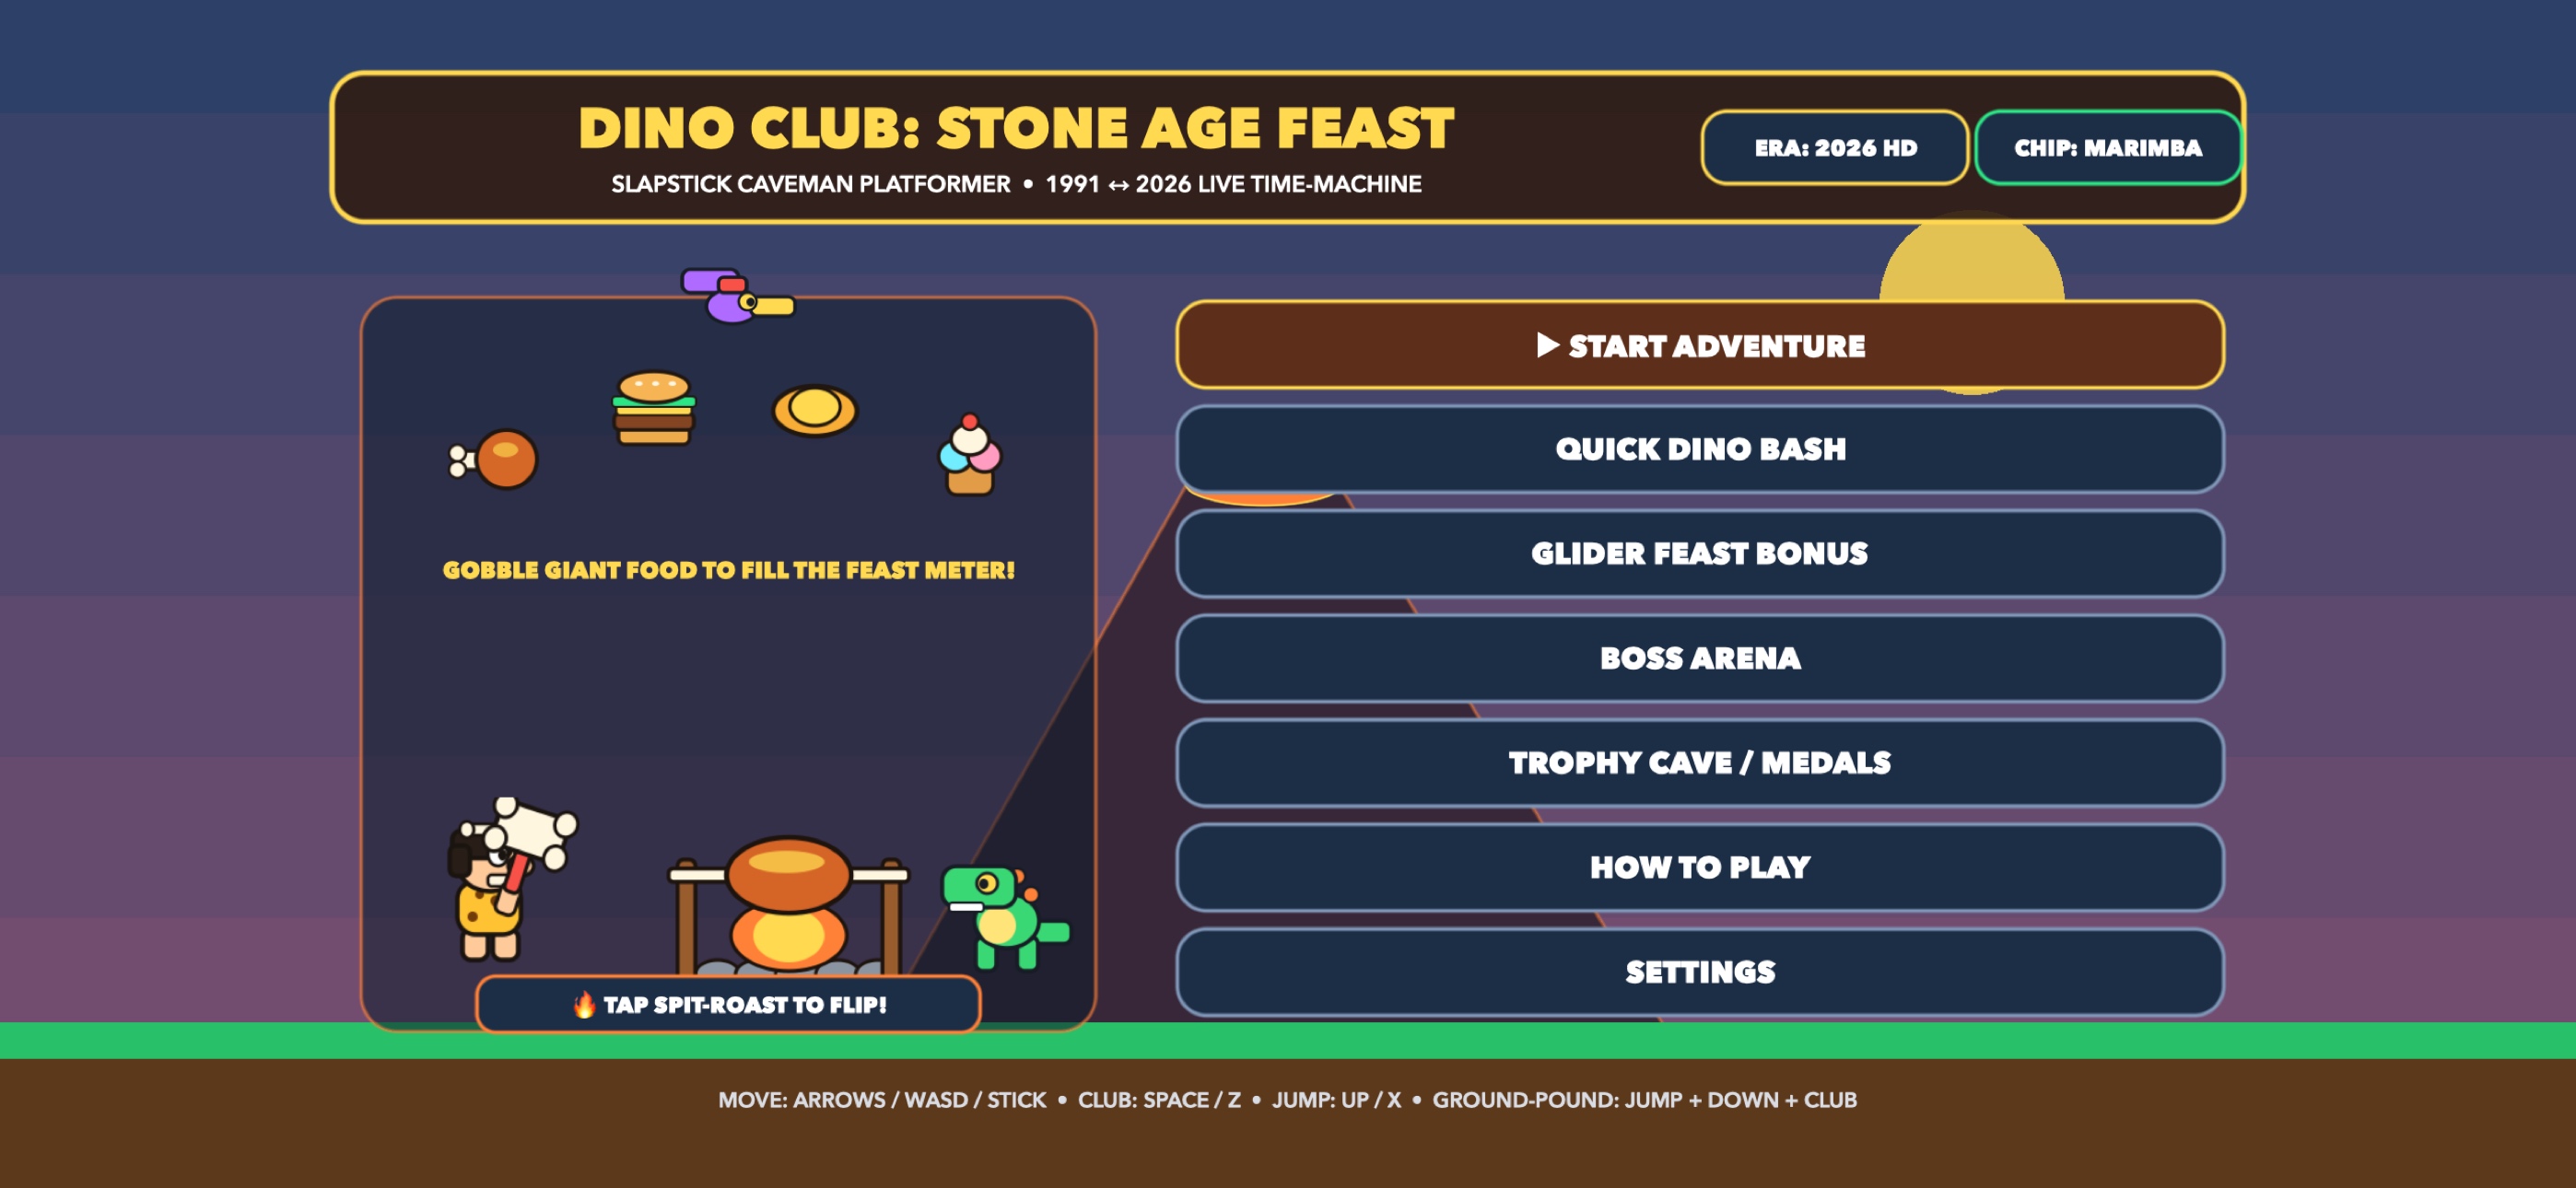 DINO CLUB: STONE AGE FEAST
SLAPSTICK CAVEMAN PLATFORMER • 1991 ↔ 2026 LIVE TIME-MACHINE
ERA: 2026 HD
CHIP: MARIMBA
GOBBLE GIANT FOOD TO FILL THE FEAST METER!
🔥 TAP SPIT-ROAST TO FLIP!
▶ START ADVENTURE
QUICK DINO BASH
GLIDER FEAST BONUS
BOSS ARENA
TROPHY CAVE / MEDALS
HOW TO PLAY
SETTINGS
MOVE: ARROWS / WASD / STICK • CLUB: SPACE / Z • JUMP: UP / X • GROUND-POUND: JUMP + DOWN + CLUB